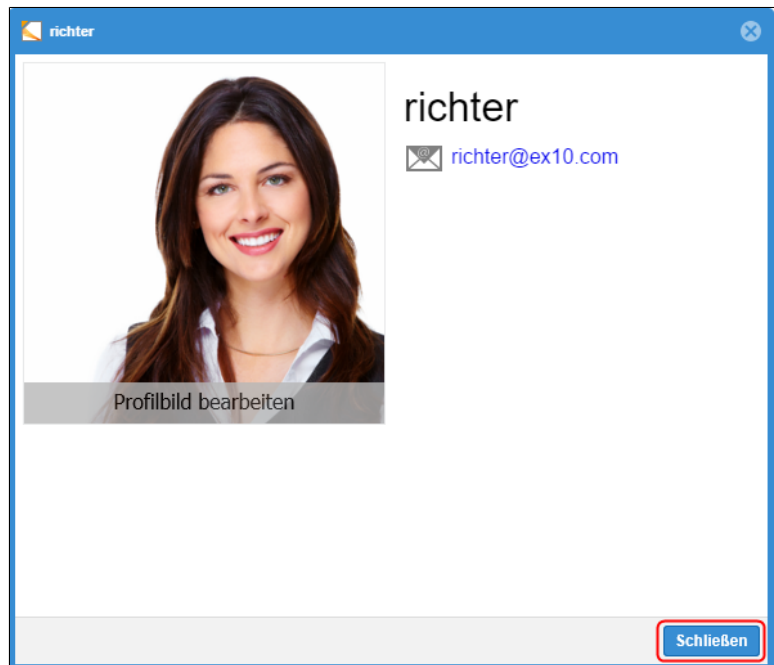 richter
richter
richter@ex10.com
Profilbild bearbeiten
Schließen